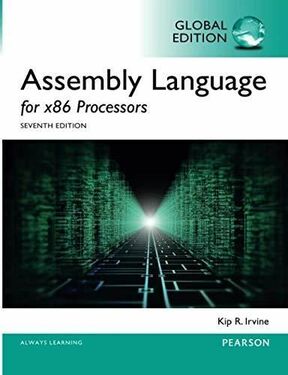 GLOBAL
EDITION
Assembly Language
for x86 Processors
SEVENTH EDITION
Kip R. Irvine
ALWAYS LEARNING
PEARSON